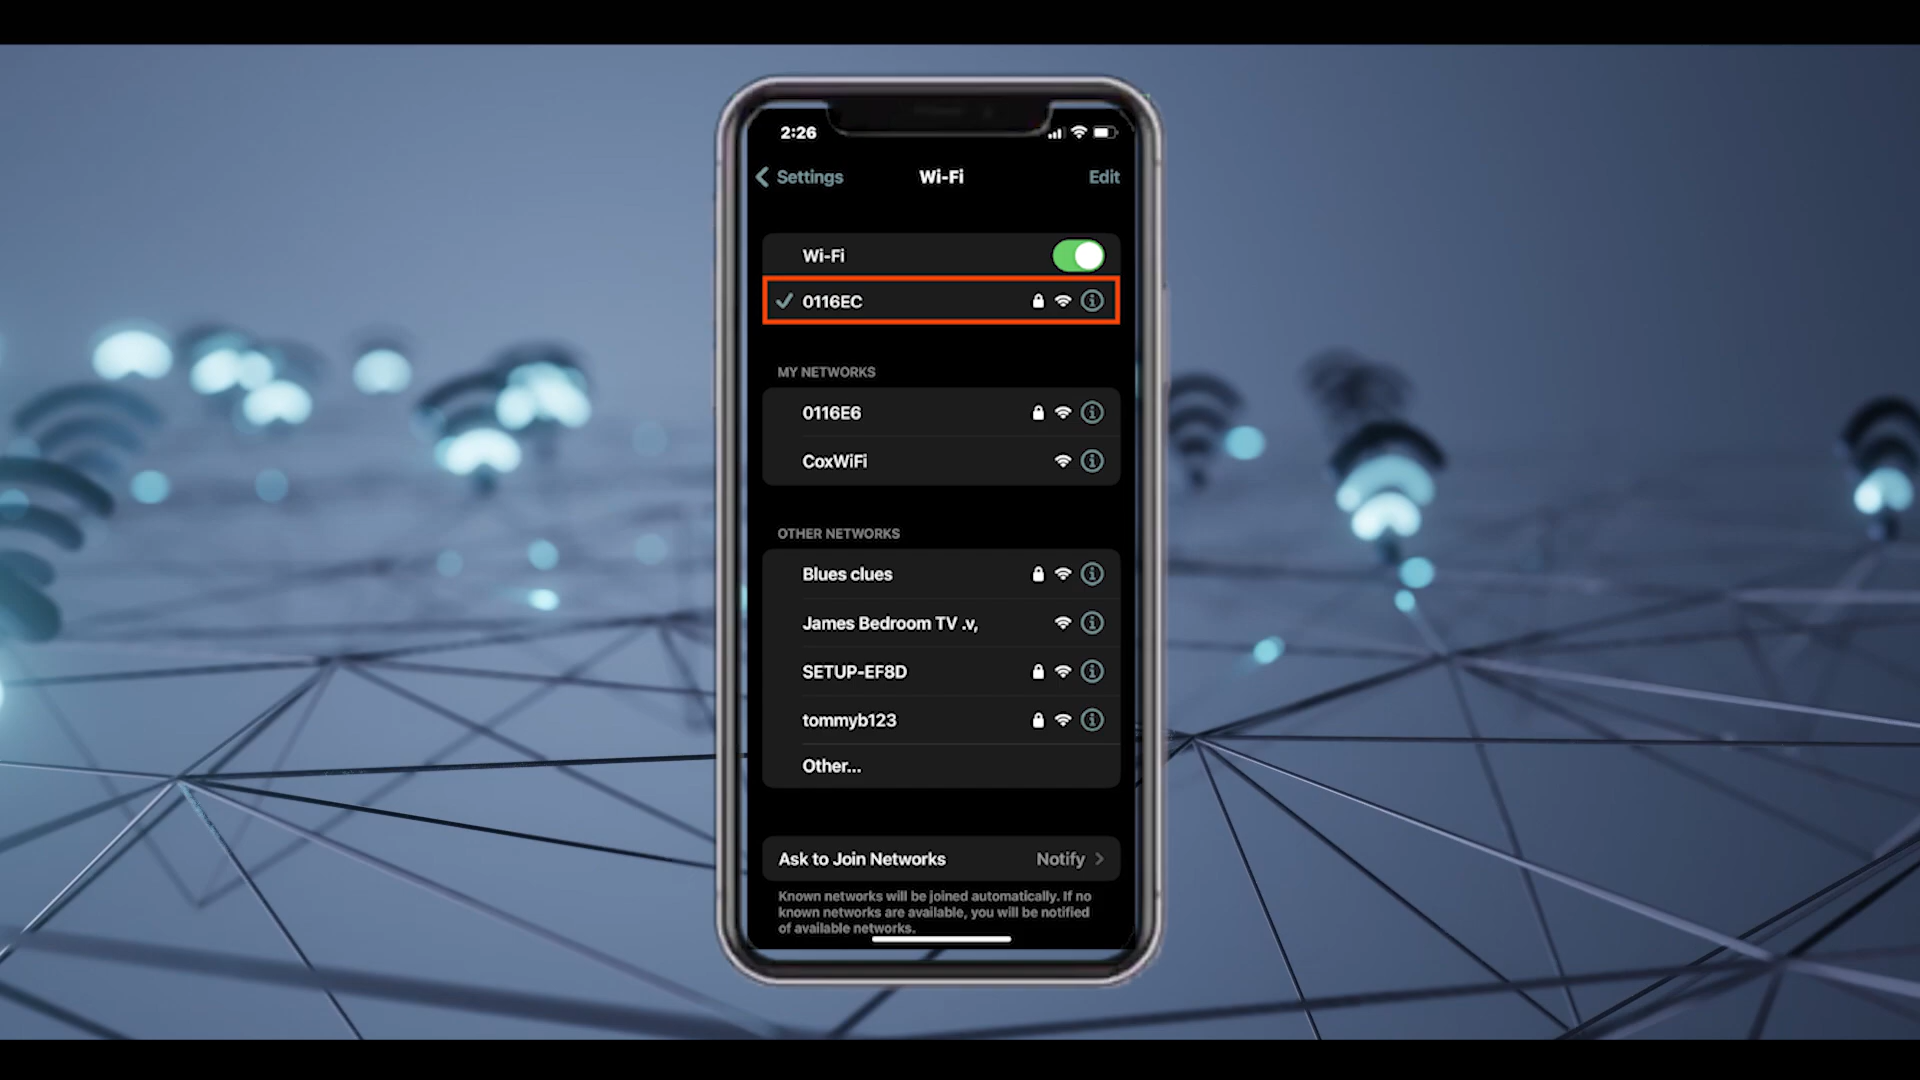 2:26
Settings
Wi-Fi
Edit
Wi-Fi
0116EC
MY NETWORKS
0116E6
CoxWiFi
OTHER NETWORKS
Blues clues
James Bedroom TV .v,
SETUP-EF8D
tommyb123
Other...
Ask to Join Networks
Notify
Known networks will be joined automatically. If no
known networks are available, you will be notified
of available networks.